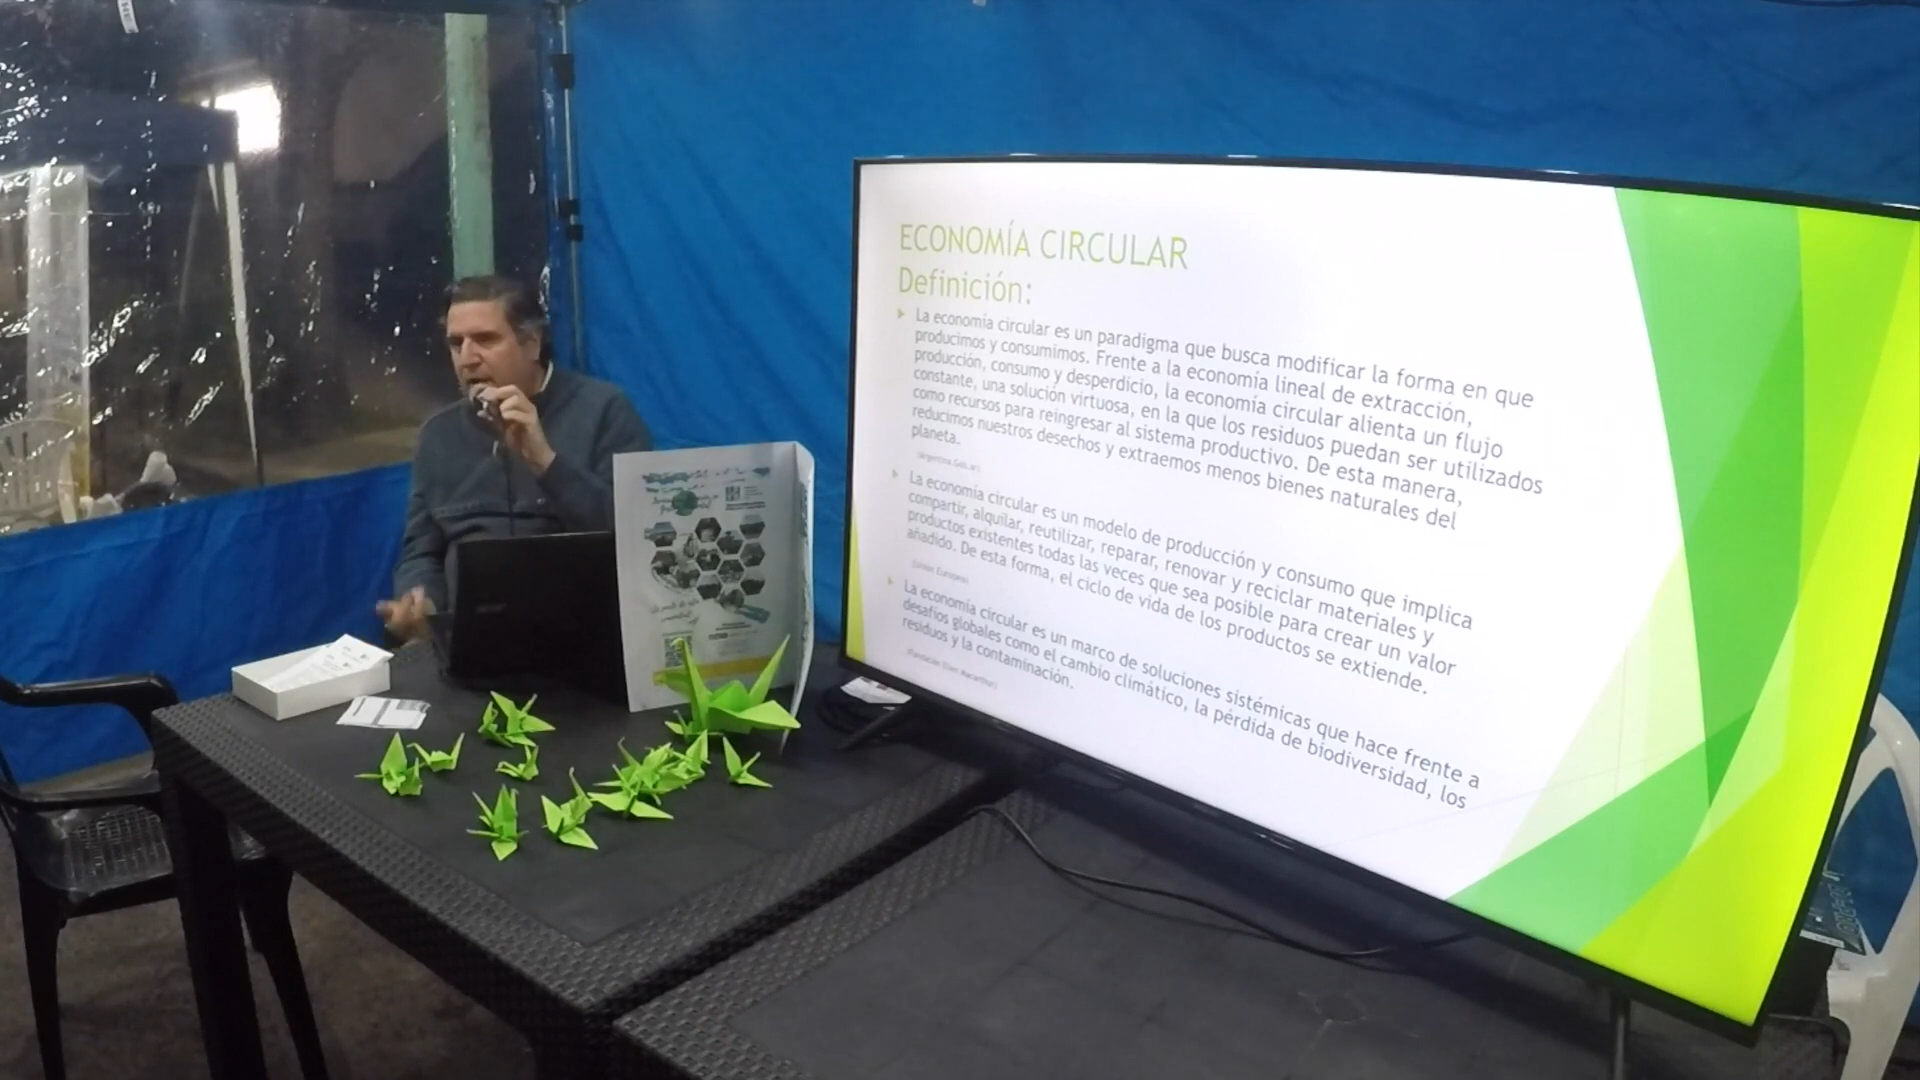 ECONOMÍA CIRCULAR
Definición:
La economía circular es un paradigma que busca modificar la forma en que
producimos y consumimos. Frente a la economía lineal de extracción,
producción, consumo y desperdicio, la economía circular alienta un flujo
constante, una solución virtuosa, en la que los residuos puedan ser utilizados
como recursos para reingresar al sistema productivo. De esta manera,
reducimos nuestros desechos y extraemos menos bienes naturales del
planeta.
(Argentina.Gob.ar)
La economía circular es un modelo de producción y consumo que implica
compartir, alquilar, reutilizar, reparar, renovar y reciclar materiales y
productos existentes todas las veces que sea posible para crear un valor
añadido. De esta forma, el ciclo de vida de los productos se extiende.
(Unión Europea)
La economía circular es un marco de soluciones sistémicas que hace frente a
desafíos globales como el cambio climático, la pérdida de biodiversidad, los
residuos y la contaminación.